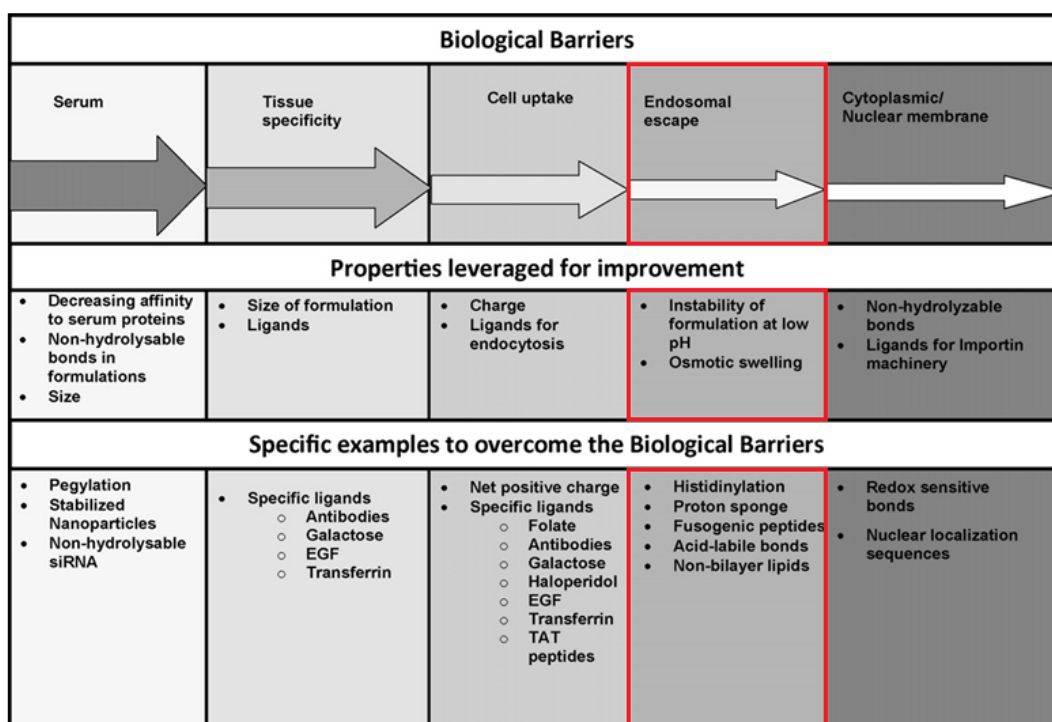 Biological Barriers
Serum
Tissue
specificity
Cell uptake
Endosomal
escape
Cytoplasmic/
Nuclear membrane
Properties leveraged for improvement
• Decreasing affinity
to serum proteins
• Non-hydrolysable
bonds in
formulations
• Size
• Size of formulation
• Ligands
• Charge
• Ligands for
endocytosis
• Instability of
formulation at low
pH
• Osmotic swelling
• Non-hydrolyzable
bonds
• Ligands for Importin
machinery
Specific examples to overcome the Biological Barriers
• Pegylation
• Stabilized
Nanoparticles
• Non-hydrolysable
siRNA
• Specific ligands
o Antibodies
o Galactose
o EGF
o Transferrin
• Net positive charge
• Specific ligands
o Folate
o Antibodies
o Galactose
o Haloperidol
o EGF
o Transferrin
o TAT
peptides
• Histidinylation
• Proton sponge
• Fusogenic peptides
• Acid-labile bonds
• Non-bilayer lipids
• Redox sensitive
bonds
• Nuclear localization
sequences